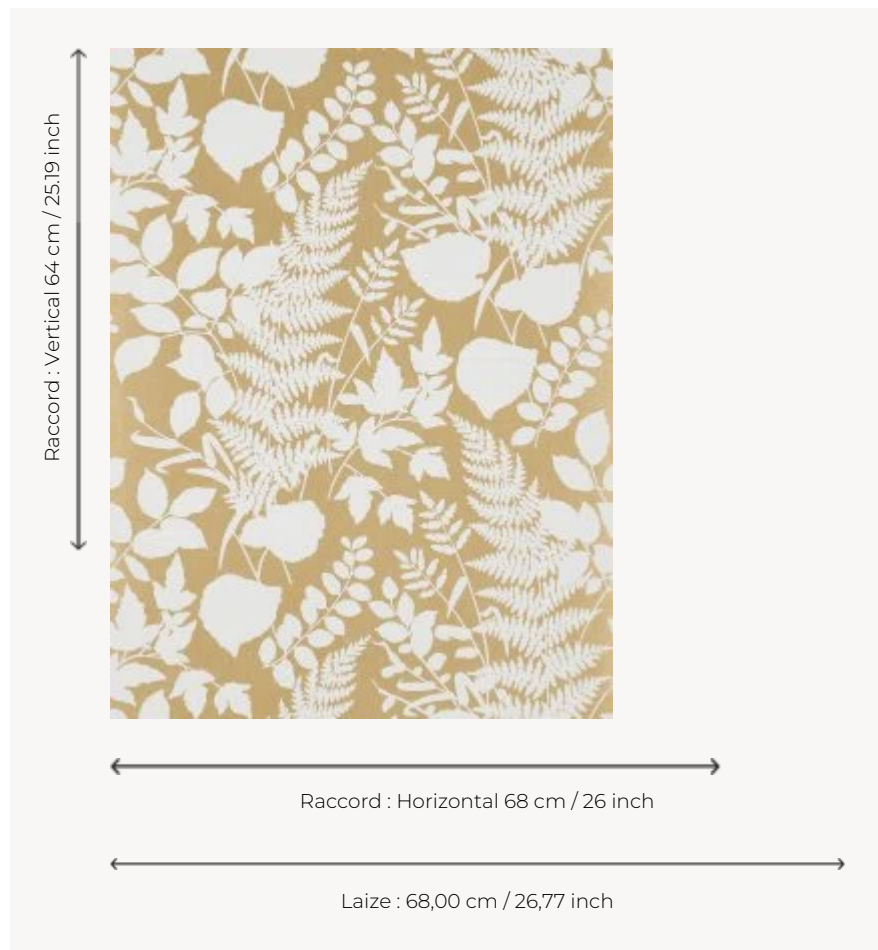 Raccord : Vertical 64 cm / 25.19 inch
Raccord : Horizontal 68 cm / 26 inch
Laize : 68,00 cm / 26,77 inch